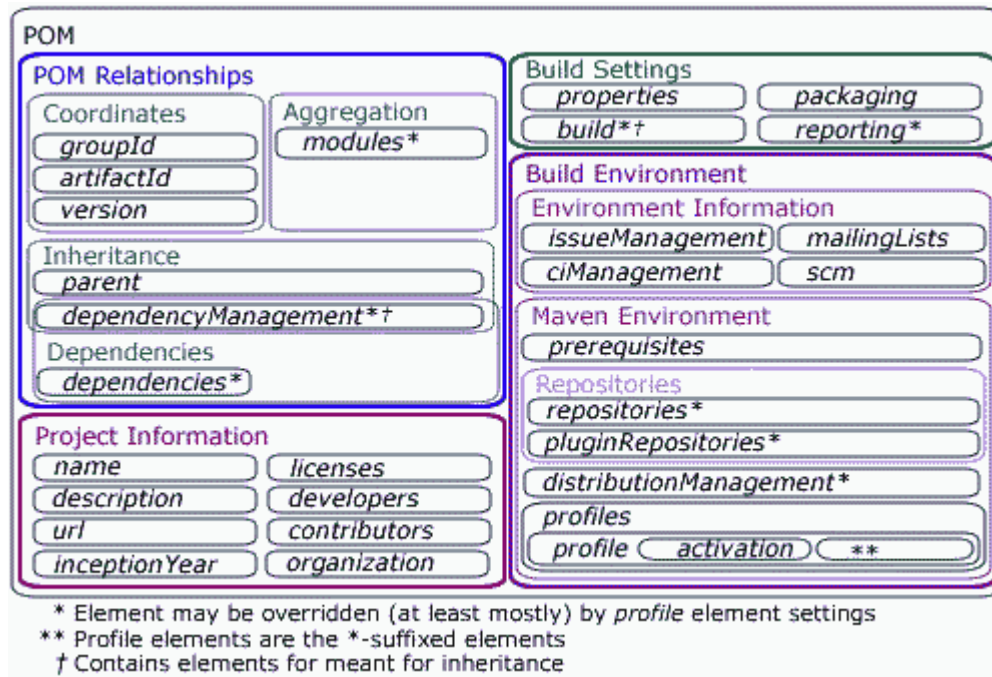 POM
POM Relationships
Coordinates
groupId
artifactId
version
Aggregation
modules*
Inheritance
parent
dependencyManagement*†
Dependencies
dependencies*
Project Information
name
licenses
description
developers
url
contributors
inceptionYear
organization
Build Settings
properties
packaging
build*†
reporting*
Build Environment
Environment Information
issueManagement
mailingLists
ciManagement
scm
Maven Environment
prerequisites
Repositories
repositories*
pluginRepositories*
distributionManagement*
profiles
profile activation **
* Element may be overridden (at least mostly) by profile element settings
** Profile elements are the *-suffixed elements
† Contains elements for meant for inheritance